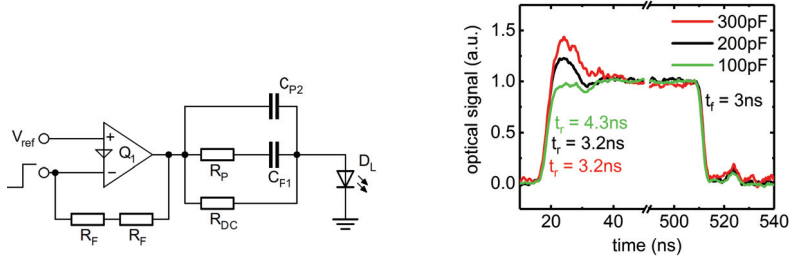 C_P2
V_ref
+
Q_1
−
R_P
C_F1
D_L
R_DC
R_F
R_F
optical signal (a.u.)
1.5
1.0
0.5
0.0
300pF
200pF
100pF
t_f = 3ns
t_r = 4.3ns
t_r = 3.2ns
t_r = 3.2ns
20
40
500
520
540
time (ns)